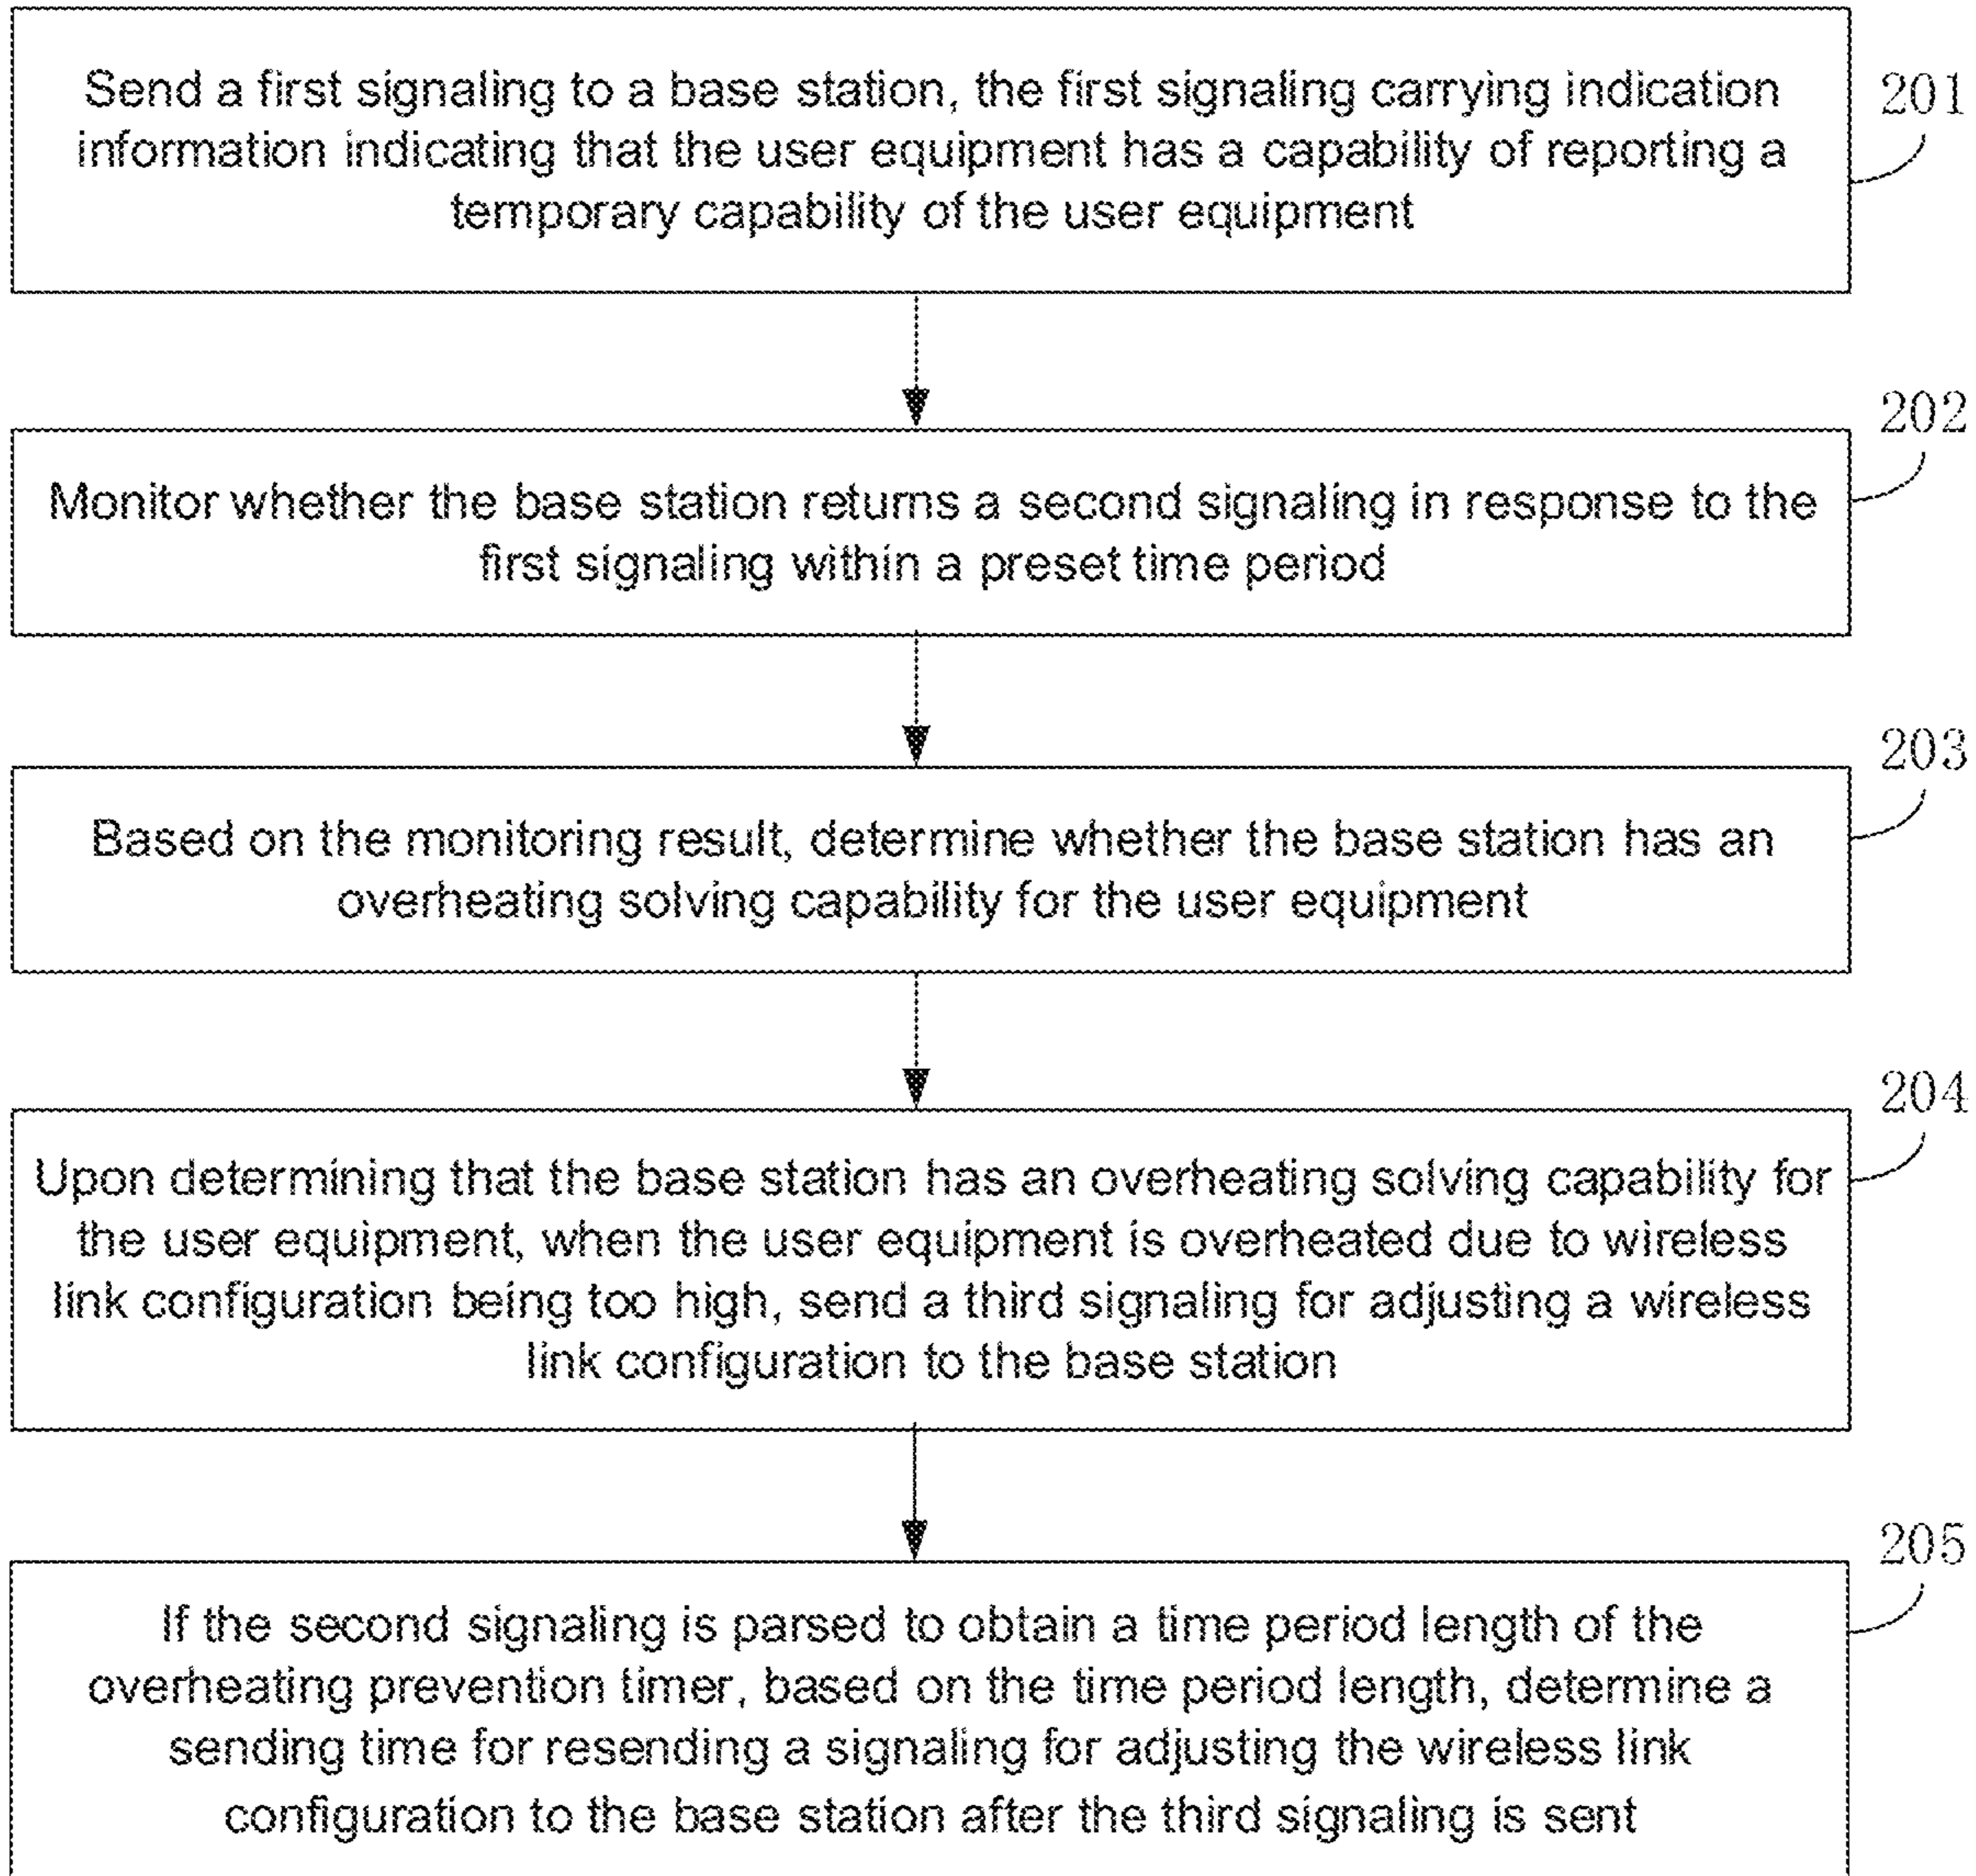 Send a first signaling to a base station, the first signaling carrying indication
information indicating that the user equipment has a capability of reporting a
temporary capability of the user equipment
201
202
Monitor whether the base station returns a second signaling in response to the
first signaling within a preset time period
203
Based on the monitoring result, determine whether the base station has an
overheating solving capability for the user equipment
204
Upon determining that the base station has an overheating solving capability for
the user equipment, when the user equipment is overheated due to wireless
link configuration being too high, send a third signaling for adjusting a wireless
link configuration to the base station
205
If the second signaling is parsed to obtain a time period length of the
overheating prevention timer, based on the time period length, determine a
sending time for resending a signaling for adjusting the wireless link
configuration to the base station after the third signaling is sent